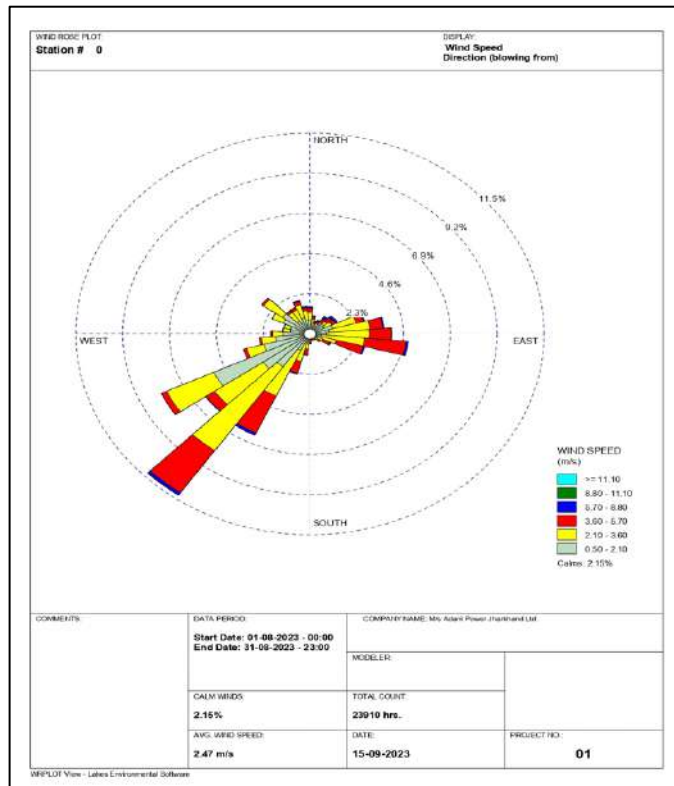 WIND ROSE PLOT
Station # 0
DISPLAY:
Wind Speed
Direction (blowing from)
NORTH
11.5%
9.2%
6.9%
4.6%
2.3%
WEST
EAST
SOUTH
WIND SPEED
(m/s)
>= 11.10
8.80 - 11.10
5.70 - 8.80
3.60 - 5.70
2.10 - 3.60
0.50 - 2.10
Calms: 2.15%
COMMENTS:
DATA PERIOD:
Start Date: 01-08-2023 - 00:00
End Date: 31-08-2023 - 23:00
COMPANY NAME: M/s Adani Power Jharkhand Ltd
MODELER:
CALM WINDS:
2.15%
TOTAL COUNT:
23910 hrs.
AVG. WIND SPEED:
2.47 m/s
DATE:
15-09-2023
PROJECT NO.:
01
WRPLOT View - Lakes Environmental Software